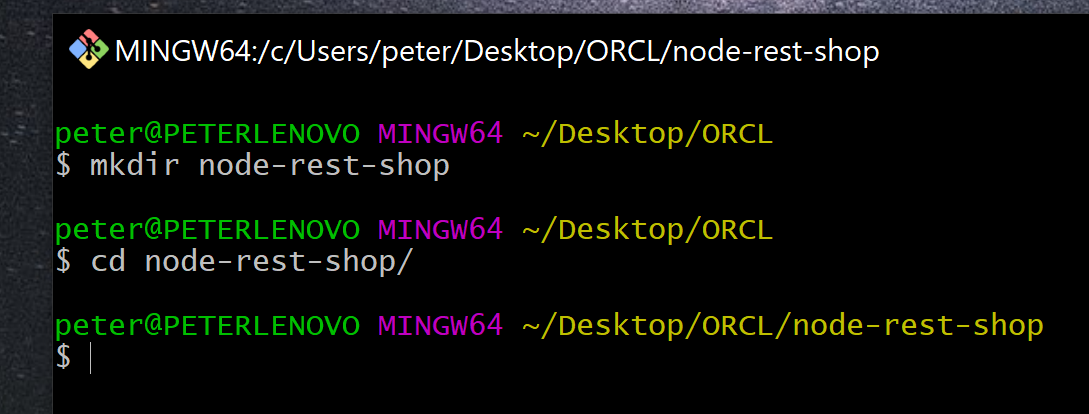 MINGW64:/c/Users/peter/Desktop/ORCL/node-rest-shop
peter@PETERLENOVO MINGW64 ~/Desktop/ORCL
$ mkdir node-rest-shop
peter@PETERLENOVO MINGW64 ~/Desktop/ORCL
$ cd node-rest-shop/
peter@PETERLENOVO MINGW64 ~/Desktop/ORCL/node-rest-shop
$